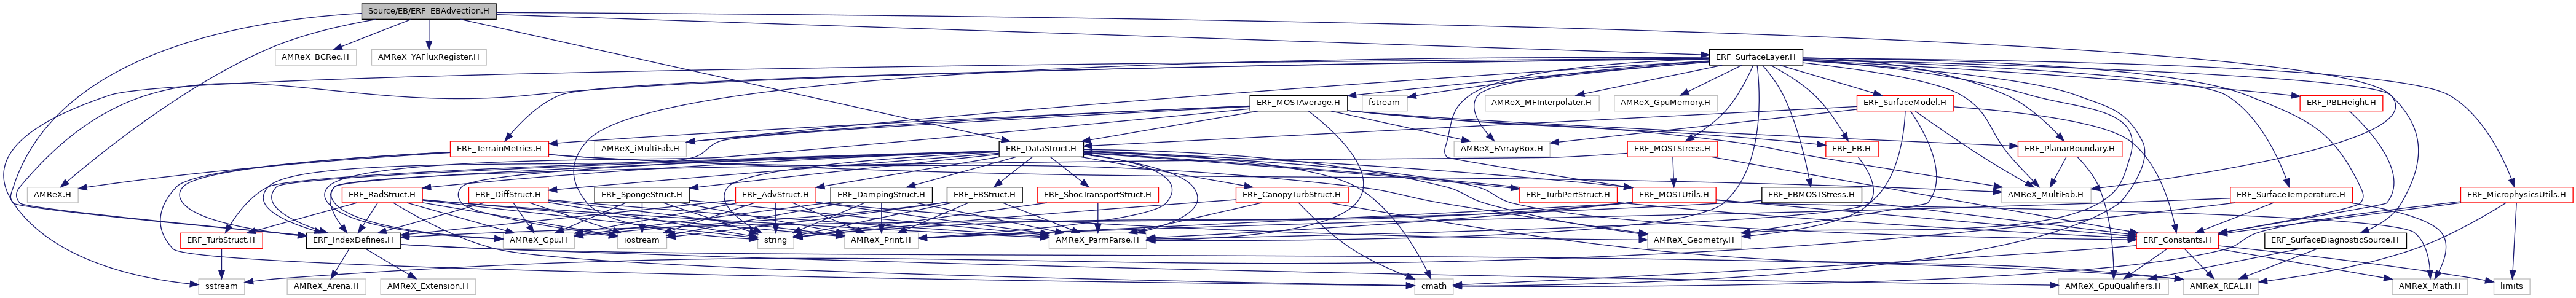 Source/EB/ERF_EBAdvection.H
AMReX_BCRec.H
AMReX_YAFluxRegister.H
ERF_SurfaceLayer.H
ERF_MOSTAverage.H
fstream
AMReX_MFInterpolater.H
AMReX_GpuMemory.H
ERF_SurfaceModel.H
ERF_PBLHeight.H
ERF_TerrainMetrics.H
AMReX_iMultiFab.H
ERF_DataStruct.H
AMReX_FArrayBox.H
ERF_MOSTStress.H
ERF_EB.H
ERF_PlanarBoundary.H
AMReX.H
ERF_RadStruct.H
ERF_DiffStruct.H
ERF_SpongeStruct.H
ERF_AdvStruct.H
ERF_DampingStruct.H
ERF_EBStruct.H
ERF_ShocTransportStruct.H
ERF_CanopyTurbStruct.H
ERF_TurbPertStruct.H
ERF_MOSTUtils.H
ERF_EBMOSTStress.H
AMReX_MultiFab.H
ERF_SurfaceTemperature.H
ERF_MicrophysicsUtils.H
ERF_TurbStruct.H
ERF_IndexDefines.H
AMReX_Gpu.H
iostream
string
AMReX_Print.H
AMReX_ParmParse.H
AMReX_Geometry.H
ERF_Constants.H
ERF_SurfaceDiagnosticSource.H
sstream
AMReX_Arena.H
AMReX_Extension.H
cmath
AMReX_GpuQualifiers.H
AMReX_REAL.H
AMReX_Math.H
limits